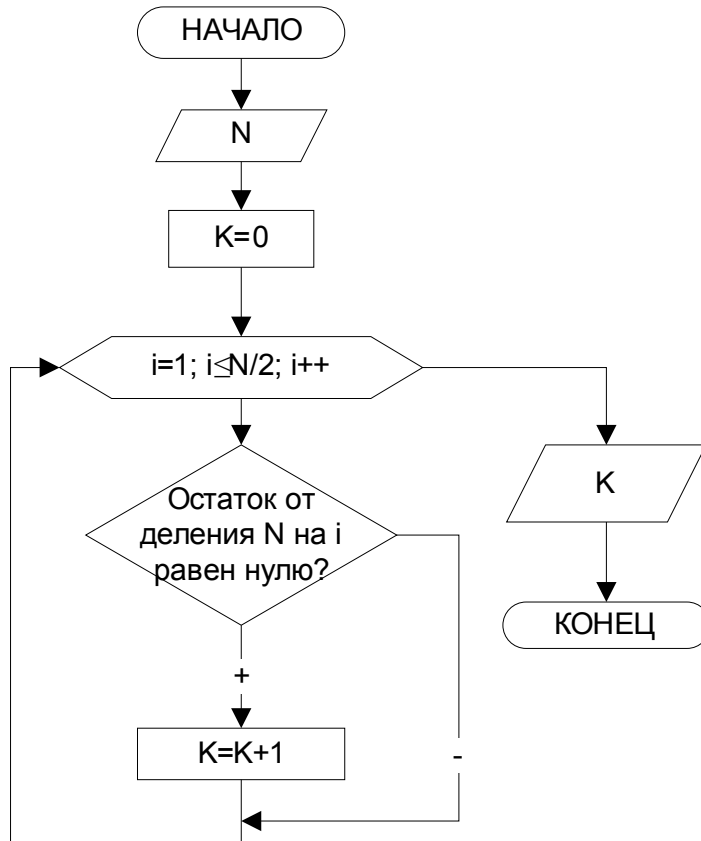 НАЧАЛО
N
K=0
i=1; i≤N/2; i++
Остаток от
деления N на i
равен нулю?
+
K=K+1
-
K
КОНЕЦ